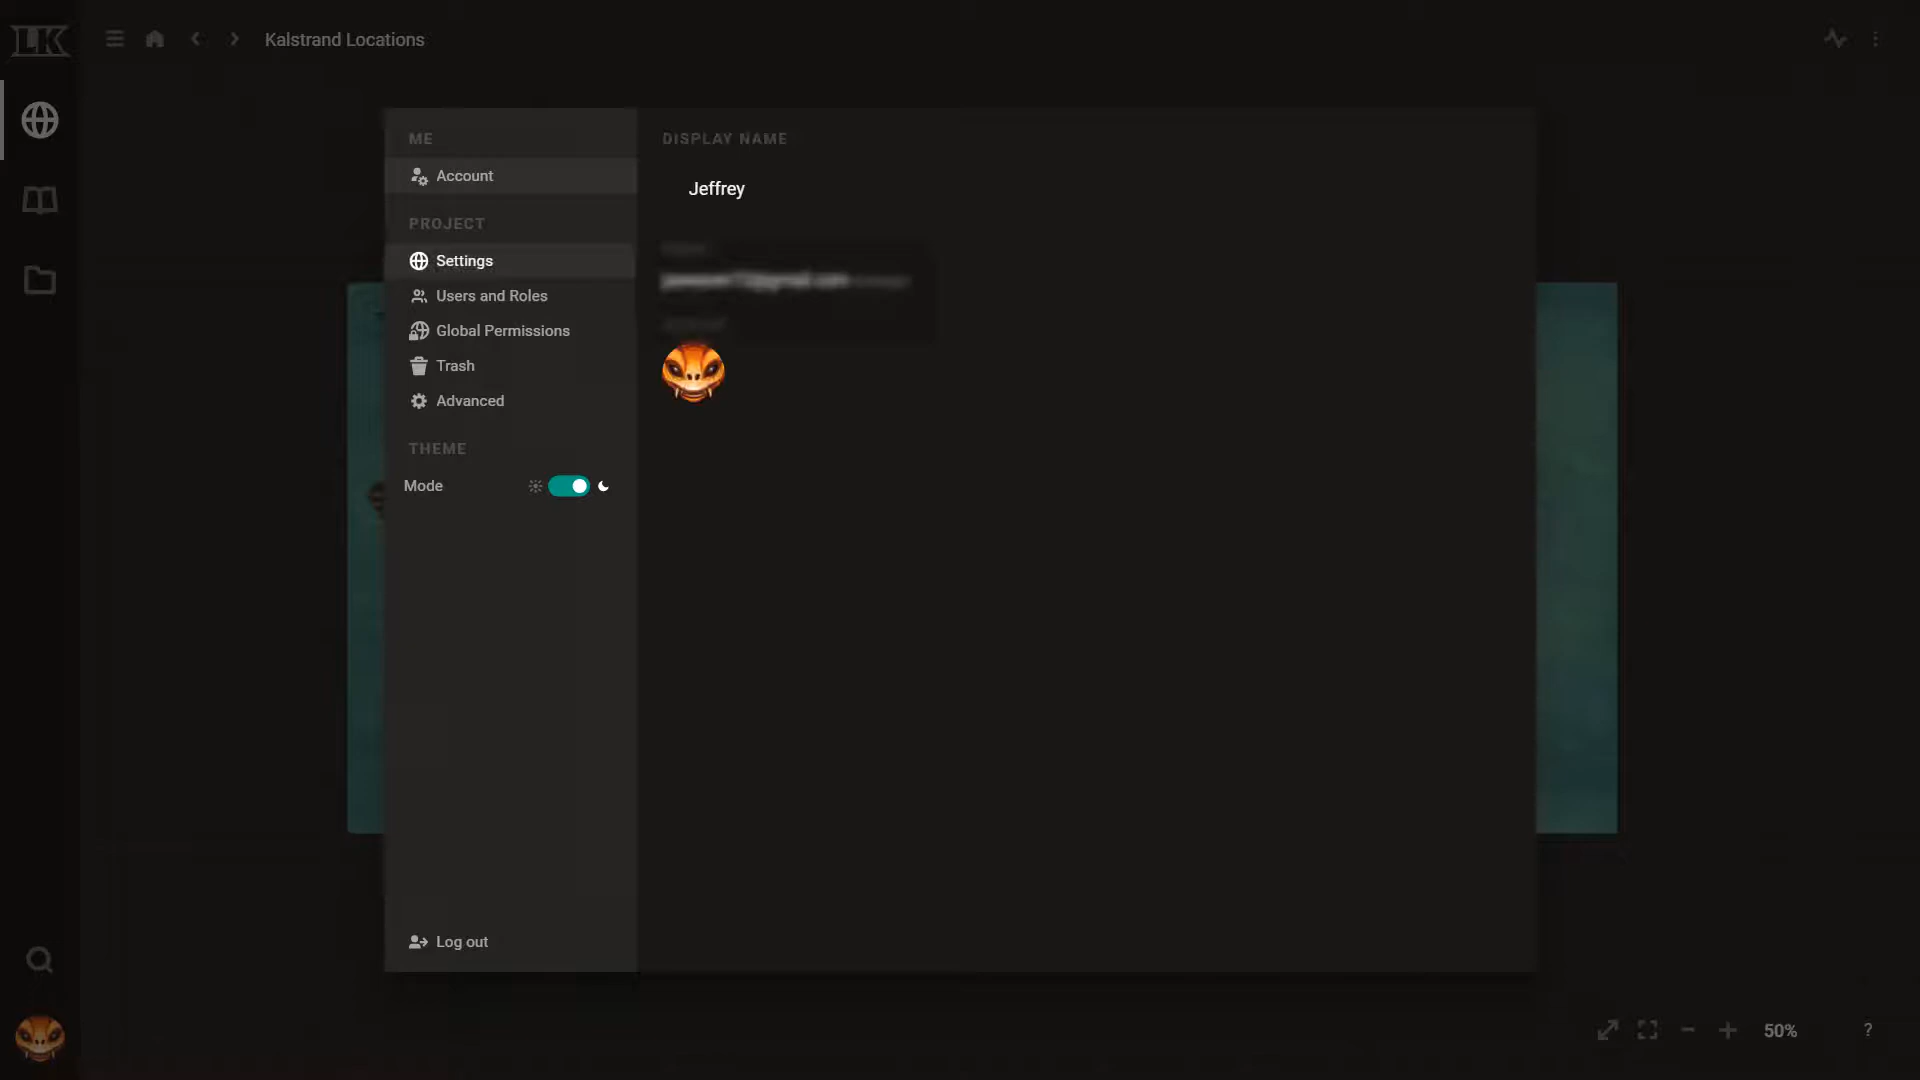 LK
Kalstrand Locations
ME
Account
PROJECT
Settings
Users and Roles
Global Permissions
Trash
Advanced
THEME
Mode
Log out
DISPLAY NAME
Jeffrey
50%
?